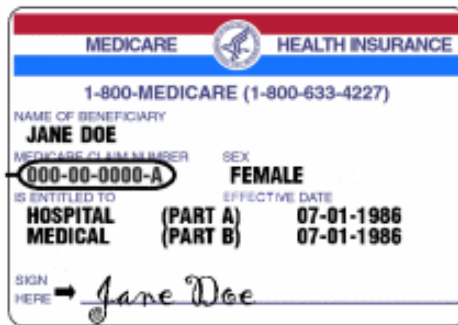 MEDICARE HEALTH INSURANCE
1-800-MEDICARE (1-800-633-4227)
NAME OF BENEFICIARY
JANE DOE
MEDICARE CLAIM NUMBER SEX
000-00-0000-A FEMALE
IS ENTITLED TO EFFECTIVE DATE
HOSPITAL (PART A) 07-01-1986
MEDICAL (PART B) 07-01-1986
SIGN
HERE Jane Doe